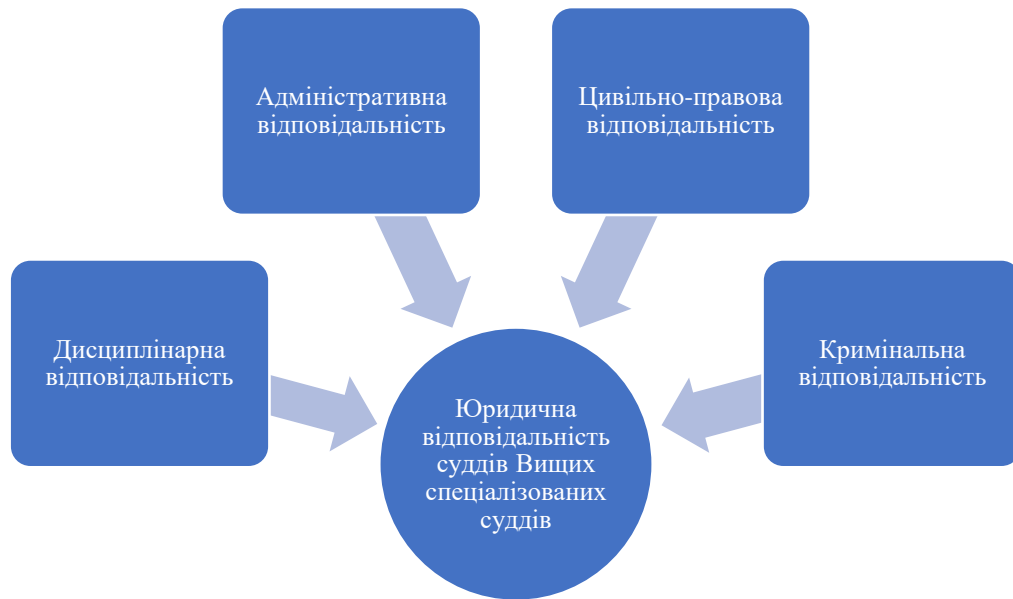 Адміністративна
відповідальність
Цивільно-правова
відповідальність
Дисциплінарна
відповідальність
Кримінальна
відповідальність
Юридична
відповідальність
суддів Вищих
спеціалізованих
суддів